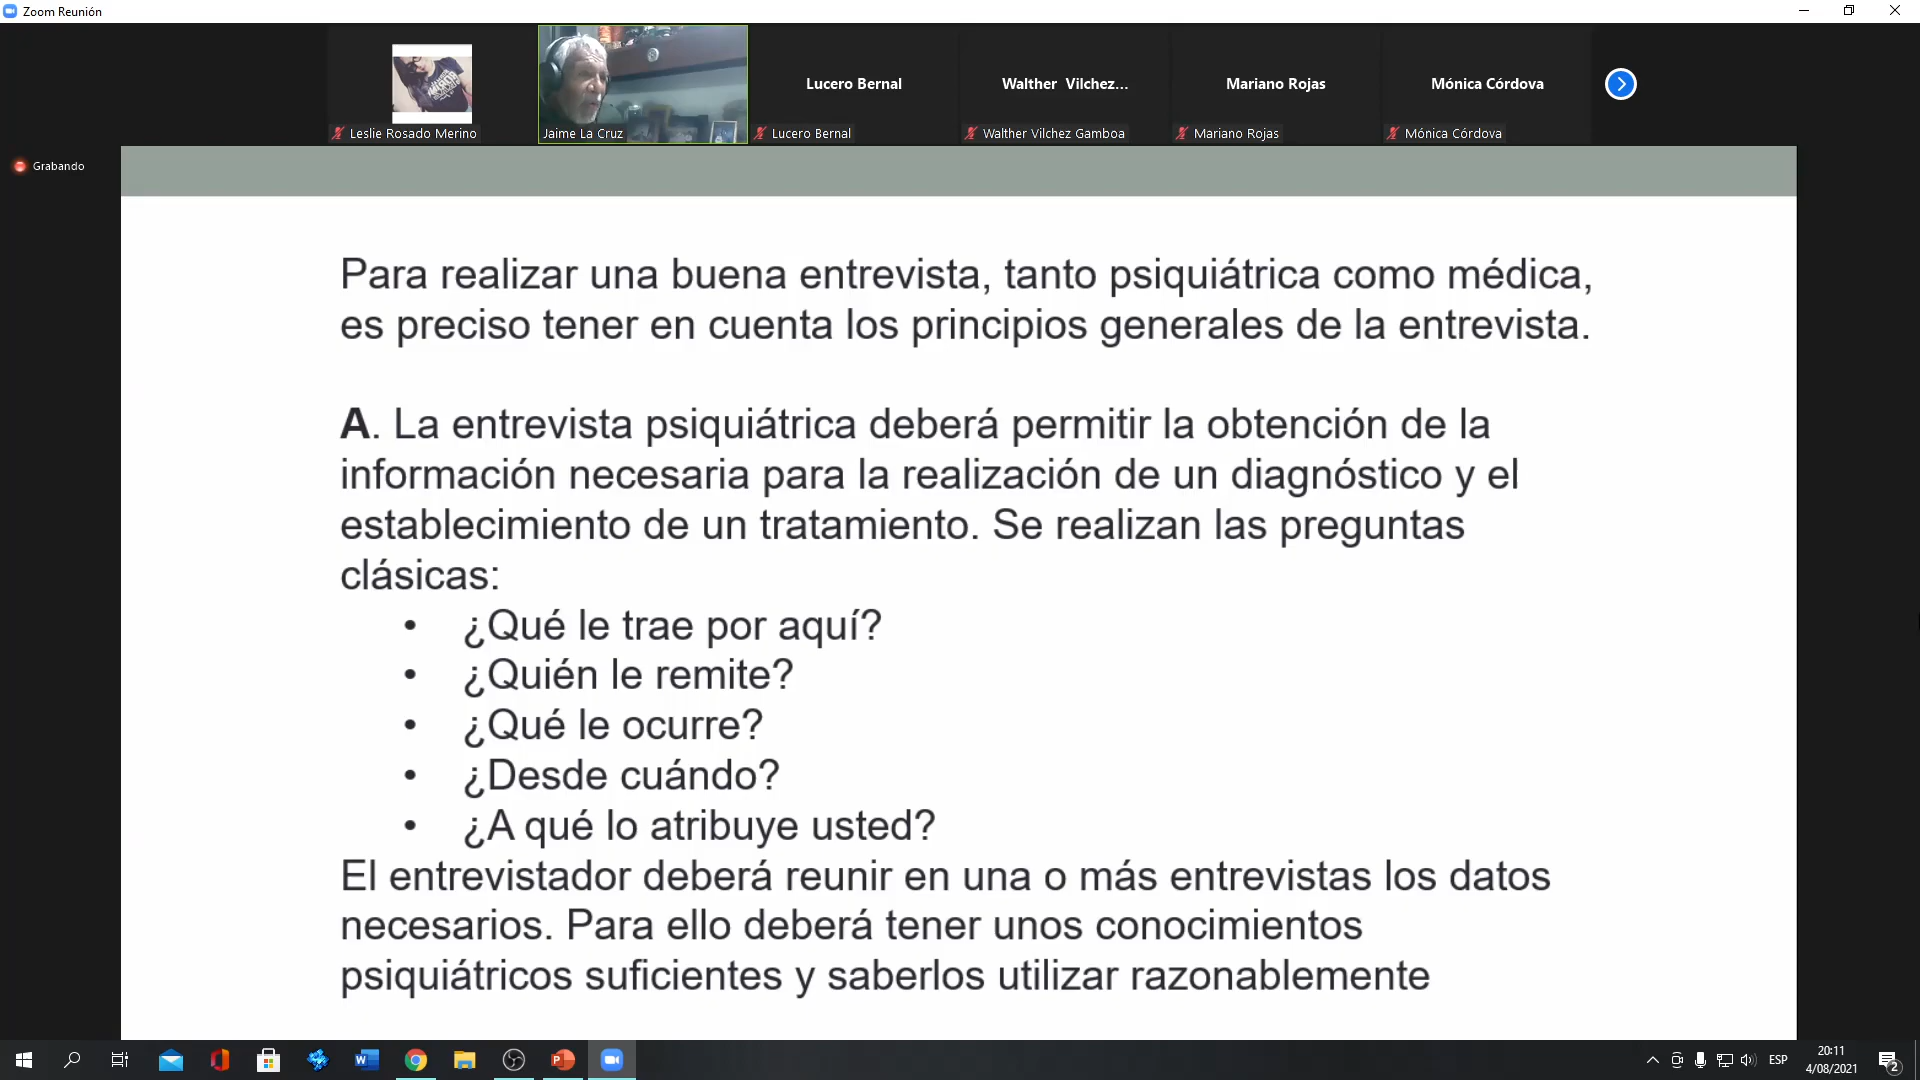 Zoom Reunión
Lucero Bernal
Walther Vilchez...
Mariano Rojas
Mónica Córdova
Leslie Rosado Merino
Jaime La Cruz
Lucero Bernal
Walther Vilchez Gamboa
Mariano Rojas
Mónica Córdova
Grabando
Para realizar una buena entrevista, tanto psiquiátrica como médica,
es preciso tener en cuenta los principios generales de la entrevista.
A. La entrevista psiquiátrica deberá permitir la obtención de la
información necesaria para la realización de un diagnóstico y el
establecimiento de un tratamiento. Se realizan las preguntas
clásicas:
• ¿Qué le trae por aquí?
• ¿Quién le remite?
• ¿Qué le ocurre?
• ¿Desde cuándo?
• ¿A qué lo atribuye usted?
El entrevistador deberá reunir en una o más entrevistas los datos
necesarios. Para ello deberá tener unos conocimientos
psiquiátricos suficientes y saberlos utilizar razonablemente
ESP
20:11
4/08/2021
2